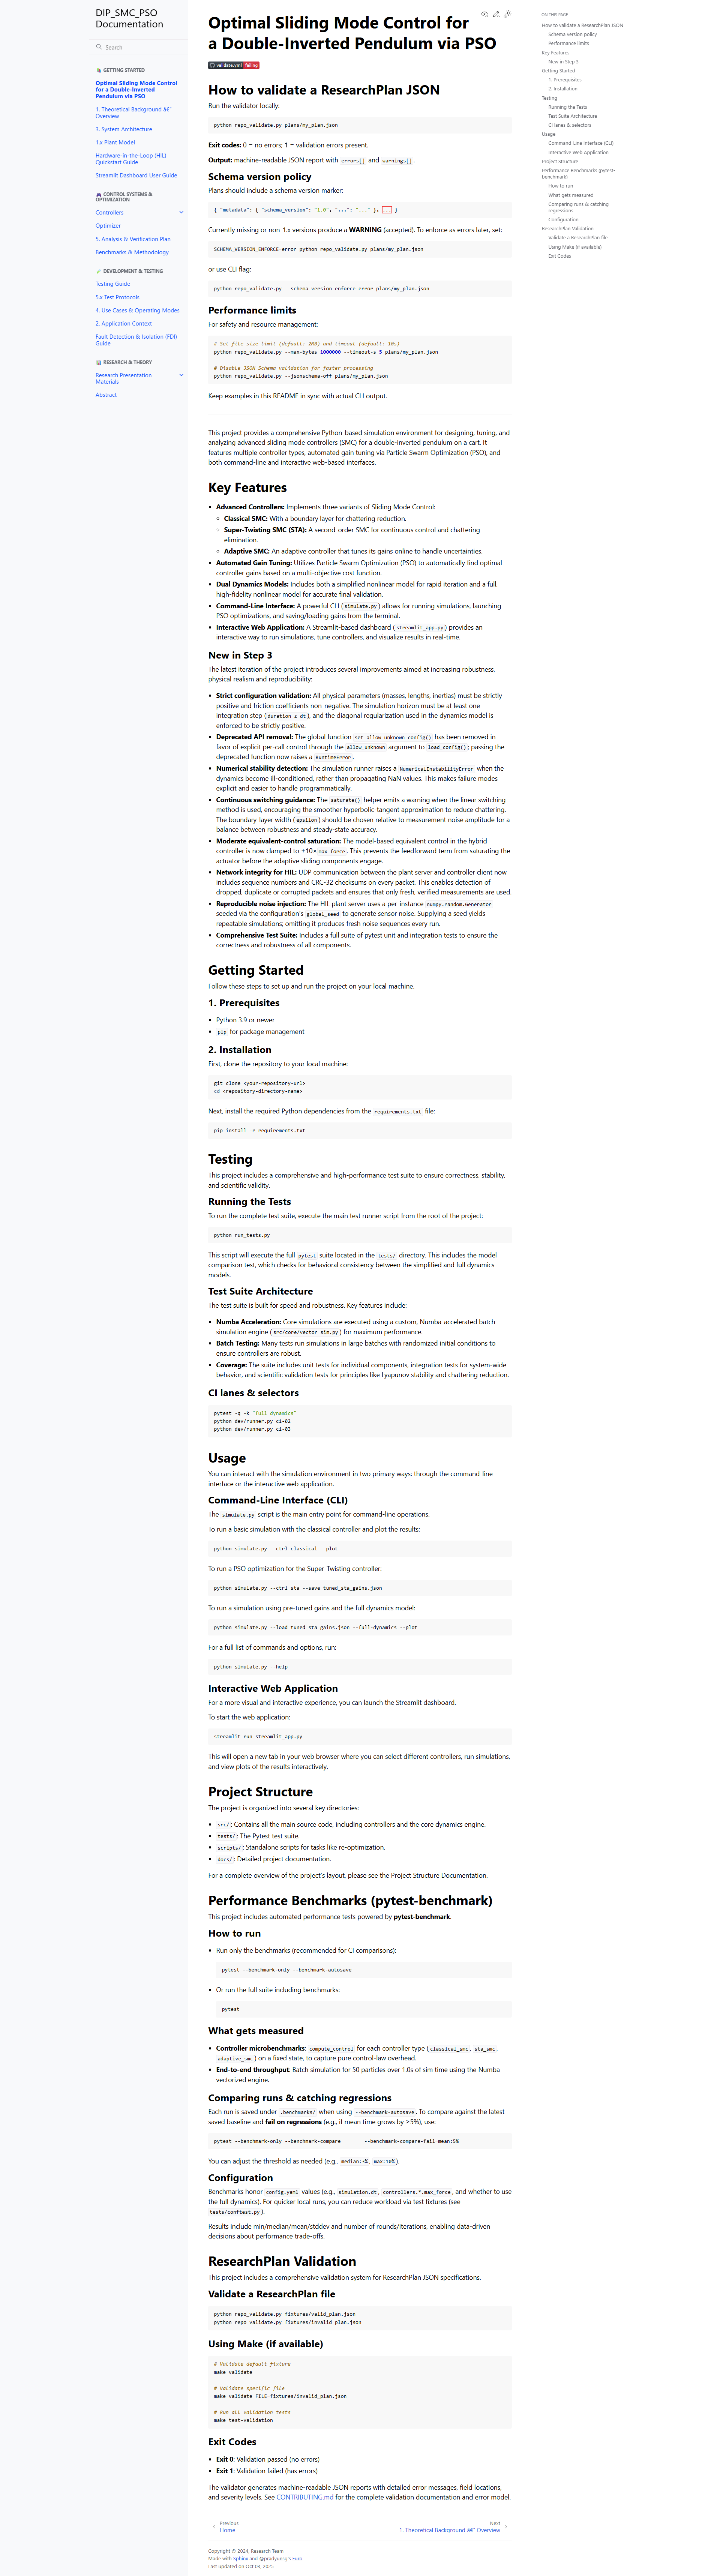 DIP_SMC_PSO
Documentation
Search
GETTING STARTED
Optimal Sliding Mode Control
for a Double-Inverted
Pendulum via PSO
1. Theoretical Background â€“
Overview
3. System Architecture
1.x Plant Model
Hardware-in-the-Loop (HIL)
Quickstart Guide
Streamlit Dashboard User Guide
CONTROL SYSTEMS &
OPTIMIZATION
Controllers
Optimizer
5. Analysis & Verification Plan
Benchmarks & Methodology
DEVELOPMENT & TESTING
Testing Guide
5.x Test Protocols
4. Use Cases & Operating Modes
2. Application Context
Fault Detection & Isolation (FDI)
Guide
RESEARCH & THEORY
Research Presentation
Materials
Abstract
Optimal Sliding Mode Control for
a Double-Inverted Pendulum via PSO
validate.yml failing
How to validate a ResearchPlan JSON
Run the validator locally:
python repo_validate.py plans/my_plan.json
Exit codes: 0 = no errors; 1 = validation errors present.
Output: machine-readable JSON report with errors[] and warnings[].
Schema version policy
Plans should include a schema version marker:
{ "metadata": { "schema_version": "1.0", "...": "..." }, ... }
Currently missing or non-1.x versions produce a WARNING (accepted). To enforce as errors later, set:
SCHEMA_VERSION_ENFORCE=error python repo_validate.py plans/my_plan.json
or use CLI flag:
python repo_validate.py --schema-version-enforce error plans/my_plan.json
Performance limits
For safety and resource management:
# Set file size limit (default: 2MB) and timeout (default: 10s)
python repo_validate.py --max-bytes 1000000 --timeout-s 5 plans/my_plan.json
# Disable JSON Schema validation for faster processing
python repo_validate.py --jsonschema-off plans/my_plan.json
Keep examples in this README in sync with actual CLI output.
This project provides a comprehensive Python-based simulation environment for designing, tuning, and
analyzing advanced sliding mode controllers (SMC) for a double-inverted pendulum on a cart. It
features multiple controller types, automated gain tuning via Particle Swarm Optimization (PSO), and
both command-line and interactive web-based interfaces.
Key Features
Advanced Controllers: Implements three variants of Sliding Mode Control:
Classical SMC: With a boundary layer for chattering reduction.
Super-Twisting SMC (STA): A second-order SMC for continuous control and chattering
elimination.
Adaptive SMC: An adaptive controller that tunes its gains online to handle uncertainties.
Automated Gain Tuning: Utilizes Particle Swarm Optimization (PSO) to automatically find optimal
controller gains based on a multi-objective cost function.
Dual Dynamics Models: Includes both a simplified nonlinear model for rapid iteration and a full,
high-fidelity nonlinear model for accurate final validation.
Command-Line Interface: A powerful CLI (simulate.py) allows for running simulations, launching
PSO optimizations, and saving/loading gains from the terminal.
Interactive Web Application: A Streamlit-based dashboard (streamlit_app.py) provides an
interactive way to run simulations, tune controllers, and visualize results in real-time.
New in Step 3
The latest iteration of the project introduces several improvements aimed at increasing robustness,
physical realism and reproducibility:
Strict configuration validation: All physical parameters (masses, lengths, inertias) must be strictly
positive and friction coefficients non-negative. The simulation horizon must be at least one
integration step (duration ≥ dt), and the diagonal regularization used in the dynamics model is
enforced to be strictly positive.
Deprecated API removal: The global function set_allow_unknown_config() has been removed in
favor of explicit per-call control through the allow_unknown argument to load_config(); passing the
deprecated function now raises a RuntimeError.
Numerical stability detection: The simulation runner raises a NumericalInstabilityError when the
dynamics become ill-conditioned, rather than propagating NaN values. This makes failure modes
explicit and easier to handle programmatically.
Continuous switching guidance: The saturate() helper emits a warning when the linear switching
method is used, encouraging the smoother hyperbolic-tangent approximation to reduce chattering.
The boundary-layer width (epsilon) should be chosen relative to measurement noise amplitude for a
balance between robustness and steady-state accuracy.
Moderate equivalent-control saturation: The model-based equivalent control in the hybrid
controller is now clamped to ±10×max_force. This prevents the feedforward term from saturating the
actuator before the adaptive sliding components engage.
Network integrity for HIL: UDP communication between the plant server and controller client now
includes sequence numbers and CRC-32 checksums on every packet. This enables detection of
dropped, duplicate or corrupted packets and ensures that only fresh, verified measurements are used.
Reproducible noise injection: The HIL plant server uses a per-instance numpy.random.Generator
seeded via the configuration's global_seed to generate sensor noise. Supplying a seed yields
repeatable simulations; omitting it produces fresh noise sequences every run.
Comprehensive Test Suite: Includes a full suite of pytest unit and integration tests to ensure the
correctness and robustness of all components.
Getting Started
Follow these steps to set up and run the project on your local machine.
1. Prerequisites
Python 3.9 or newer
pip for package management
2. Installation
First, clone the repository to your local machine:
git clone <your-repository-url>
cd <repository-directory-name>
Next, install the required Python dependencies from the requirements.txt file:
pip install -r requirements.txt
Testing
This project includes a comprehensive and high-performance test suite to ensure correctness, stability,
and scientific validity.
Running the Tests
To run the complete test suite, execute the main test runner script from the root of the project:
python run_tests.py
This script will execute the full pytest suite located in the tests/ directory. This includes the model
comparison test, which checks for behavioral consistency between the simplified and full dynamics
models.
Test Suite Architecture
The test suite is built for speed and robustness. Key features include:
Numba Acceleration: Core simulations are executed using a custom, Numba-accelerated batch
simulation engine (src/core/vector_sim.py) for maximum performance.
Batch Testing: Many tests run simulations in large batches with randomized initial conditions to
ensure controllers are robust.
Coverage: The suite includes unit tests for individual components, integration tests for system-wide
behavior, and scientific validation tests for principles like Lyapunov stability and chattering reduction.
CI lanes & selectors
pytest -q -k "full_dynamics"
python dev/runner.py c1-02
python dev/runner.py c1-03
Usage
You can interact with the simulation environment in two primary ways: through the command-line
interface or the interactive web application.
Command-Line Interface (CLI)
The simulate.py script is the main entry point for command-line operations.
To run a basic simulation with the classical controller and plot the results:
python simulate.py --ctrl classical --plot
To run a PSO optimization for the Super-Twisting controller:
python simulate.py --ctrl sta --save tuned_sta_gains.json
To run a simulation using pre-tuned gains and the full dynamics model:
python simulate.py --load tuned_sta_gains.json --full-dynamics --plot
For a full list of commands and options, run:
python simulate.py --help
Interactive Web Application
For a more visual and interactive experience, you can launch the Streamlit dashboard.
To start the web application:
streamlit run streamlit_app.py
This will open a new tab in your web browser where you can select different controllers, run simulations,
and view plots of the results interactively.
Project Structure
The project is organized into several key directories:
src/: Contains all the main source code, including controllers and the core dynamics engine.
tests/: The Pytest test suite.
scripts/: Standalone scripts for tasks like re-optimization.
docs/: Detailed project documentation.
For a complete overview of the project's layout, please see the Project Structure Documentation.
Performance Benchmarks (pytest-benchmark)
This project includes automated performance tests powered by pytest-benchmark.
How to run
Run only the benchmarks (recommended for CI comparisons):
pytest --benchmark-only --benchmark-autosave
Or run the full suite including benchmarks:
pytest
What gets measured
Controller microbenchmarks: compute_control for each controller type (classical_smc, sta_smc,
adaptive_smc) on a fixed state, to capture pure control-law overhead.
End-to-end throughput: Batch simulation for 50 particles over 1.0s of sim time using the Numba
vectorized engine.
Comparing runs & catching regressions
Each run is saved under .benchmarks/ when using --benchmark-autosave. To compare against the latest
saved baseline and fail on regressions (e.g., if mean time grows by ≥5%), use:
pytest --benchmark-only --benchmark-compare --benchmark-compare-fail=mean:5%
You can adjust the threshold as needed (e.g., median:3%, max:10%).
Configuration
Benchmarks honor config.yaml values (e.g., simulation.dt, controllers.*.max_force, and whether to use
the full dynamics). For quicker local runs, you can reduce workload via test fixtures (see
tests/conftest.py).
Results include min/median/mean/stddev and number of rounds/iterations, enabling data-driven
decisions about performance trade-offs.
ResearchPlan Validation
This project includes a comprehensive validation system for ResearchPlan JSON specifications.
Validate a ResearchPlan file
python repo_validate.py fixtures/valid_plan.json
python repo_validate.py fixtures/invalid_plan.json
Using Make (if available)
# Validate default fixture
make validate
# Validate specific file
make validate FILE=fixtures/invalid_plan.json
# Run all validation tests
make test-validation
Exit Codes
Exit 0: Validation passed (no errors)
Exit 1: Validation failed (has errors)
The validator generates machine-readable JSON reports with detailed error messages, field locations,
and severity levels. See CONTRIBUTING.md for the complete validation documentation and error model.
Previous
Home
Next
1. Theoretical Background â€“ Overview
Copyright © 2024, Research Team
Made with Sphinx and @pradyunsg's Furo
Last updated on Oct 03, 2025
ON THIS PAGE
How to validate a ResearchPlan JSON
Schema version policy
Performance limits
Key Features
New in Step 3
Getting Started
1. Prerequisites
2. Installation
Testing
Running the Tests
Test Suite Architecture
CI lanes & selectors
Usage
Command-Line Interface (CLI)
Interactive Web Application
Project Structure
Performance Benchmarks (pytest-
benchmark)
How to run
What gets measured
Comparing runs & catching
regressions
Configuration
ResearchPlan Validation
Validate a ResearchPlan file
Using Make (if available)
Exit Codes